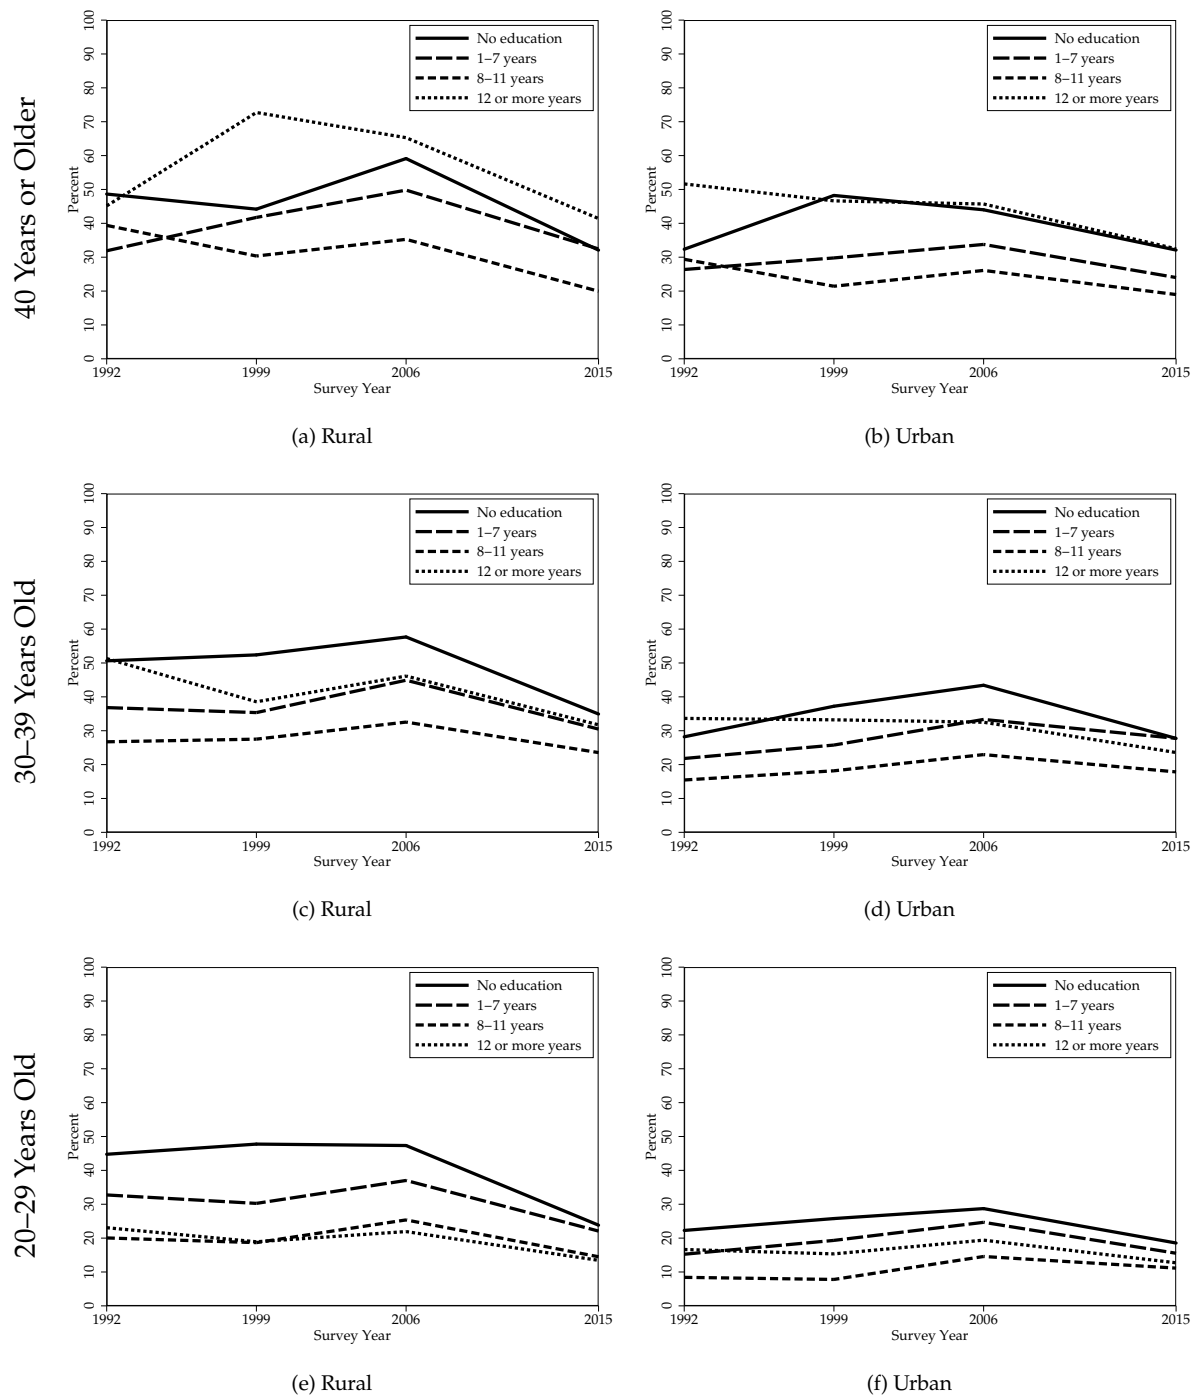 40 Years or Older
Percent
0 10 20 30 40 50 60 70 80 90 100
1992 1999 2006 2015
Survey Year
No education
1–7 years
8–11 years
12 or more years
(a) Rural
Percent
0 10 20 30 40 50 60 70 80 90 100
1992 1999 2006 2015
Survey Year
No education
1–7 years
8–11 years
12 or more years
(b) Urban
30–39 Years Old
Percent
0 10 20 30 40 50 60 70 80 90 100
1992 1999 2006 2015
Survey Year
No education
1–7 years
8–11 years
12 or more years
(c) Rural
Percent
0 10 20 30 40 50 60 70 80 90 100
1992 1999 2006 2015
Survey Year
No education
1–7 years
8–11 years
12 or more years
(d) Urban
20–29 Years Old
Percent
0 10 20 30 40 50 60 70 80 90 100
1992 1999 2006 2015
Survey Year
No education
1–7 years
8–11 years
12 or more years
(e) Rural
Percent
0 10 20 30 40 50 60 70 80 90 100
1992 1999 2006 2015
Survey Year
No education
1–7 years
8–11 years
12 or more years
(f) Urban